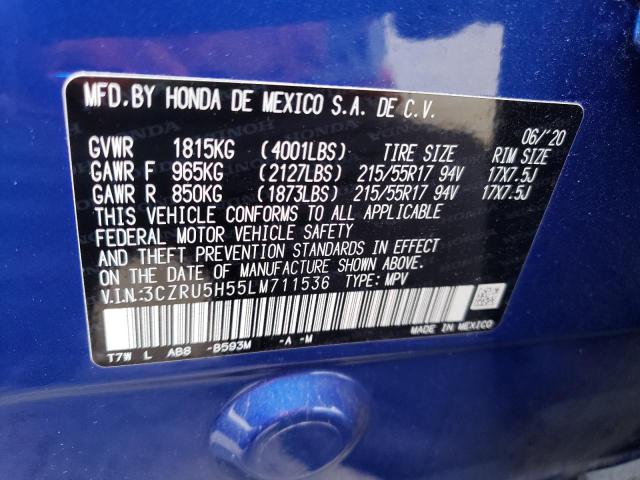 MFD.BY HONDA DE MEXICO S.A. DE C.V.
06/'20
GVWR 1815KG (4001LBS) TIRE SIZE RIM SIZE
GAWR F 965KG (2127LBS) 215/55R17 94V 17X7.5J
GAWR R 850KG (1873LBS) 215/55R17 94V 17X7.5J
THIS VEHICLE CONFORMS TO ALL APPLICABLE
FEDERAL MOTOR VEHICLE SAFETY
AND THEFT PREVENTION STANDARDS IN EFFECT
ON THE DATE OF MANUFACTURE SHOWN ABOVE.
V.I.N.:3CZRU5H55LM711536 TYPE: MPV
T7W L ABS -B593M -A -M MADE IN MEXICO